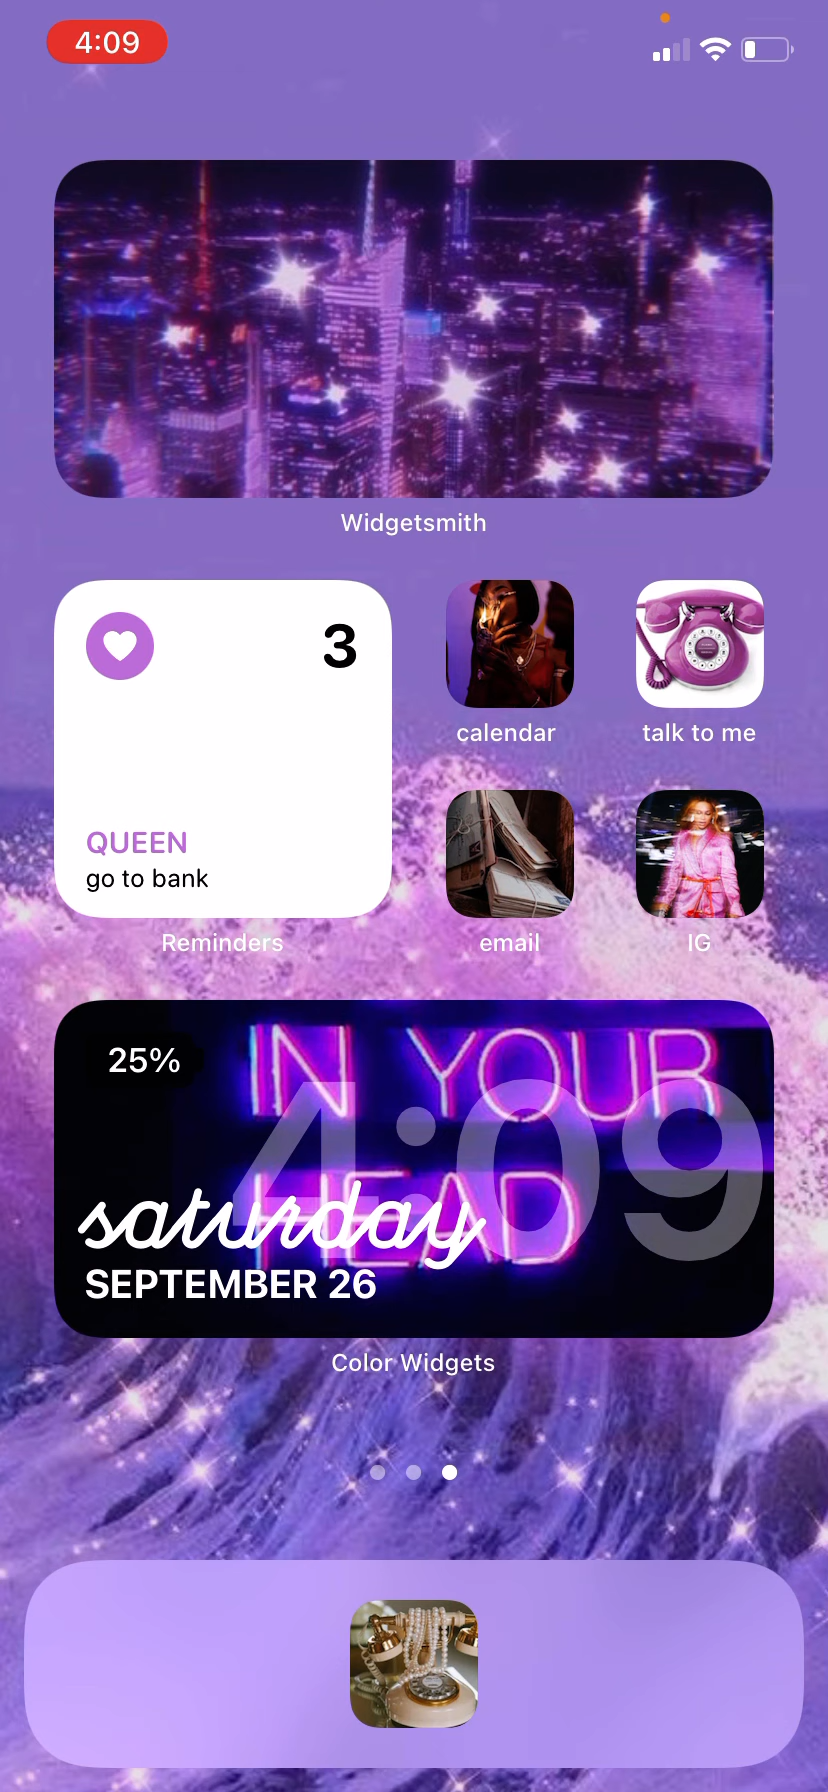 4:09
Widgetsmith
3
QUEEN
go to bank
Reminders
calendar
talk to me
email
IG
25%
IN YOUR
4:09
HEAD
saturday
SEPTEMBER 26
Color Widgets